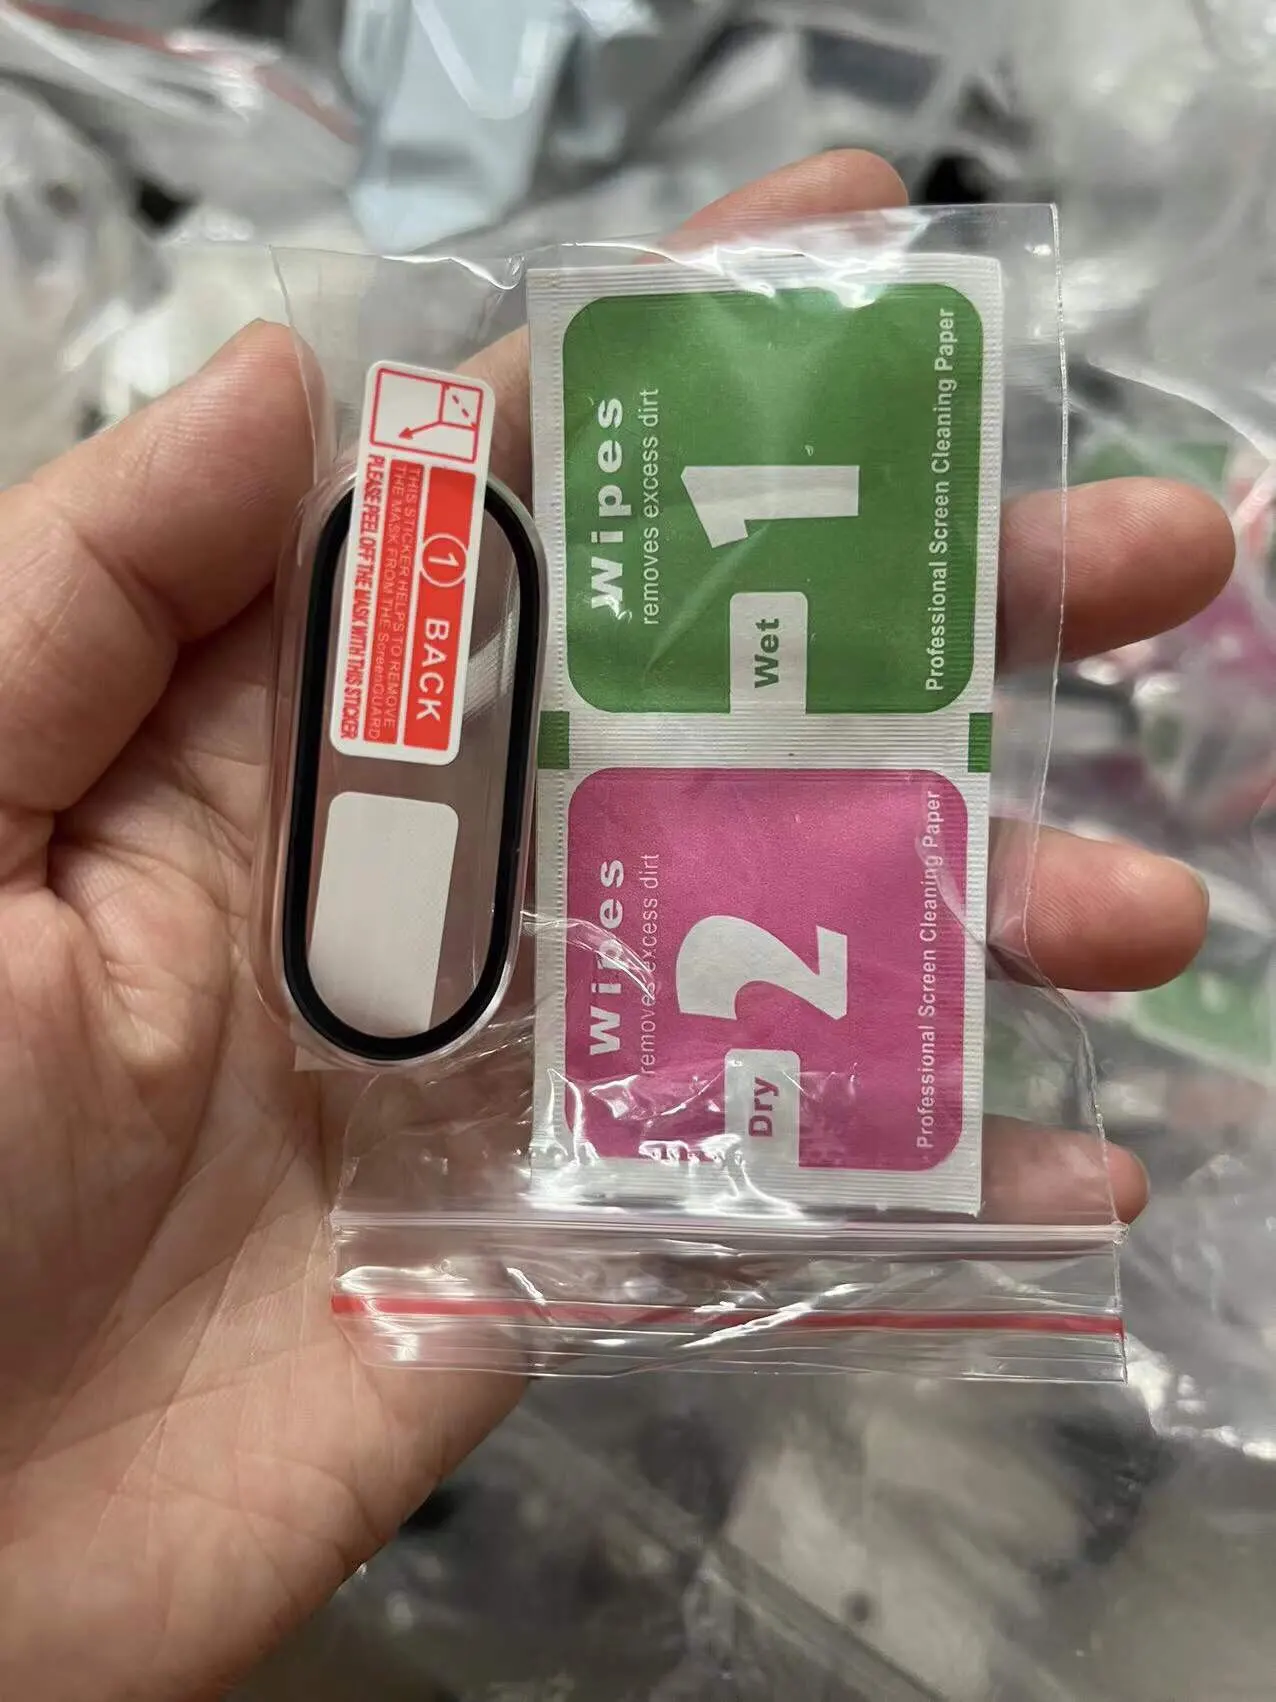 1 BACK
THIS STICKER HELPS TO REMOVE
THE MASK FROM THE ScreenGUARD
PLEASE PEEL OFF THE MASK WITH THIS STICKER
Wipes
removes excess dirt
1
Wet
Professional Screen Cleaning Paper
Wipes
removes excess dirt
2
Dry
Professional Screen Cleaning Paper